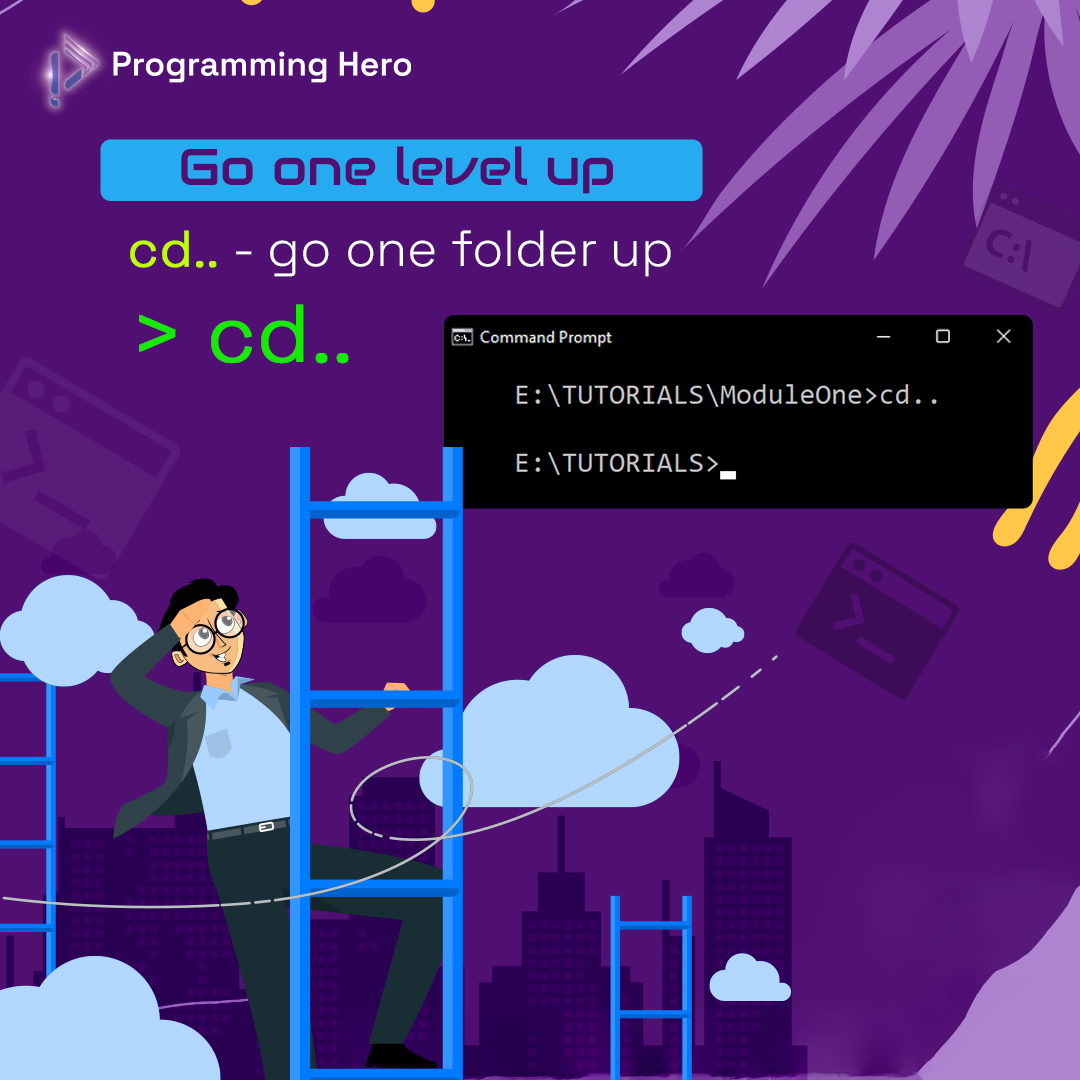 Programming Hero
Go one level up
cd.. - go one folder up
> cd..
C:\
C:\. Command Prompt
E:\TUTORIALS\ModuleOne>cd..
E:\TUTORIALS>